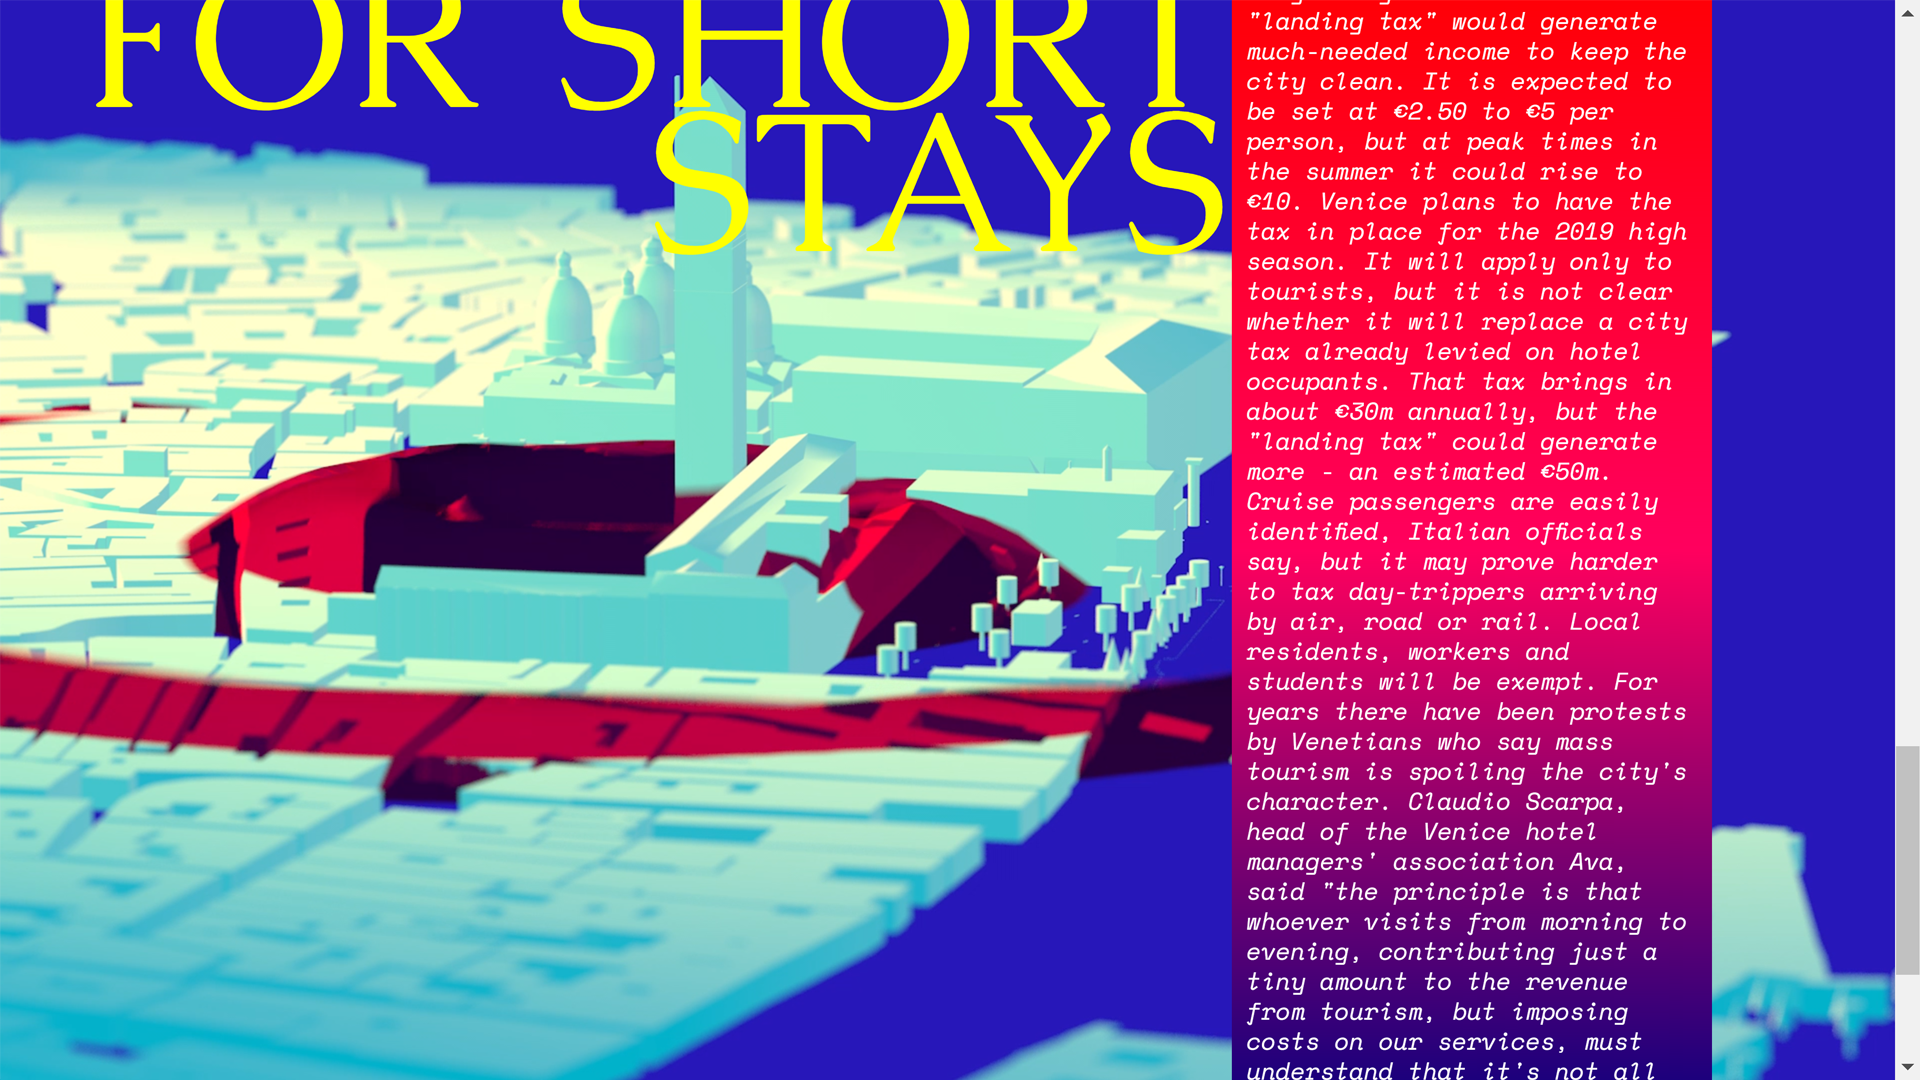 FOR SHORT
STAYS
"landing tax" would generate
much-needed income to keep the
city clean. It is expected to
be set at €2.50 to €5 per
person, but at peak times in
the summer it could rise to
€10. Venice plans to have the
tax in place for the 2019 high
season. It will apply only to
tourists, but it is not clear
whether it will replace a city
tax already levied on hotel
occupants. That tax brings in
about €30m annually, but the
"landing tax" could generate
more - an estimated €50m.
Cruise passengers are easily
identified, Italian officials
say, but it may prove harder
to tax day-trippers arriving
by air, road or rail. Local
residents, workers and
students will be exempt. For
years there have been protests
by Venetians who say mass
tourism is spoiling the city's
character. Claudio Scarpa,
head of the Venice hotel
managers' association Ava,
said "the principle is that
whoever visits from morning to
evening, contributing just a
tiny amount to the revenue
from tourism, but imposing
costs on our services, must
understand that it's not all